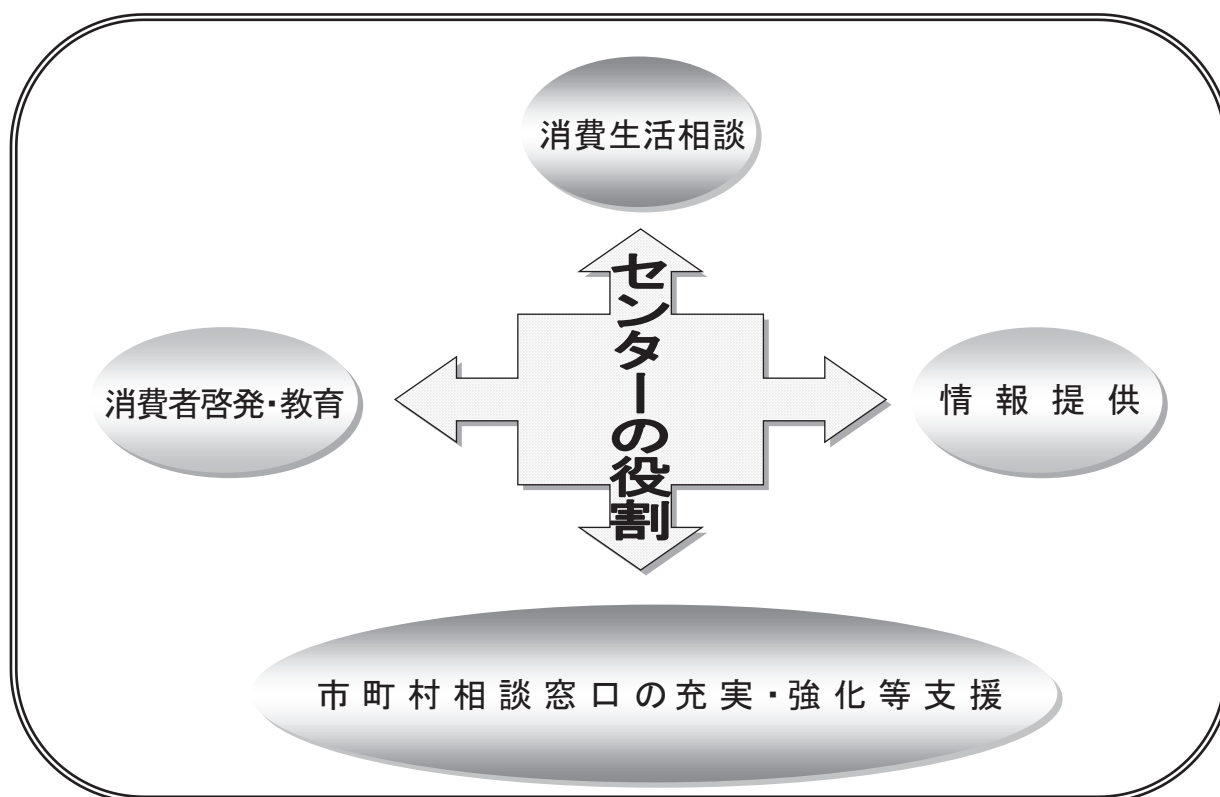 消費生活相談
センターの役割
消費者啓発・教育
情報提供
市町村相談窓口の充実・強化等支援